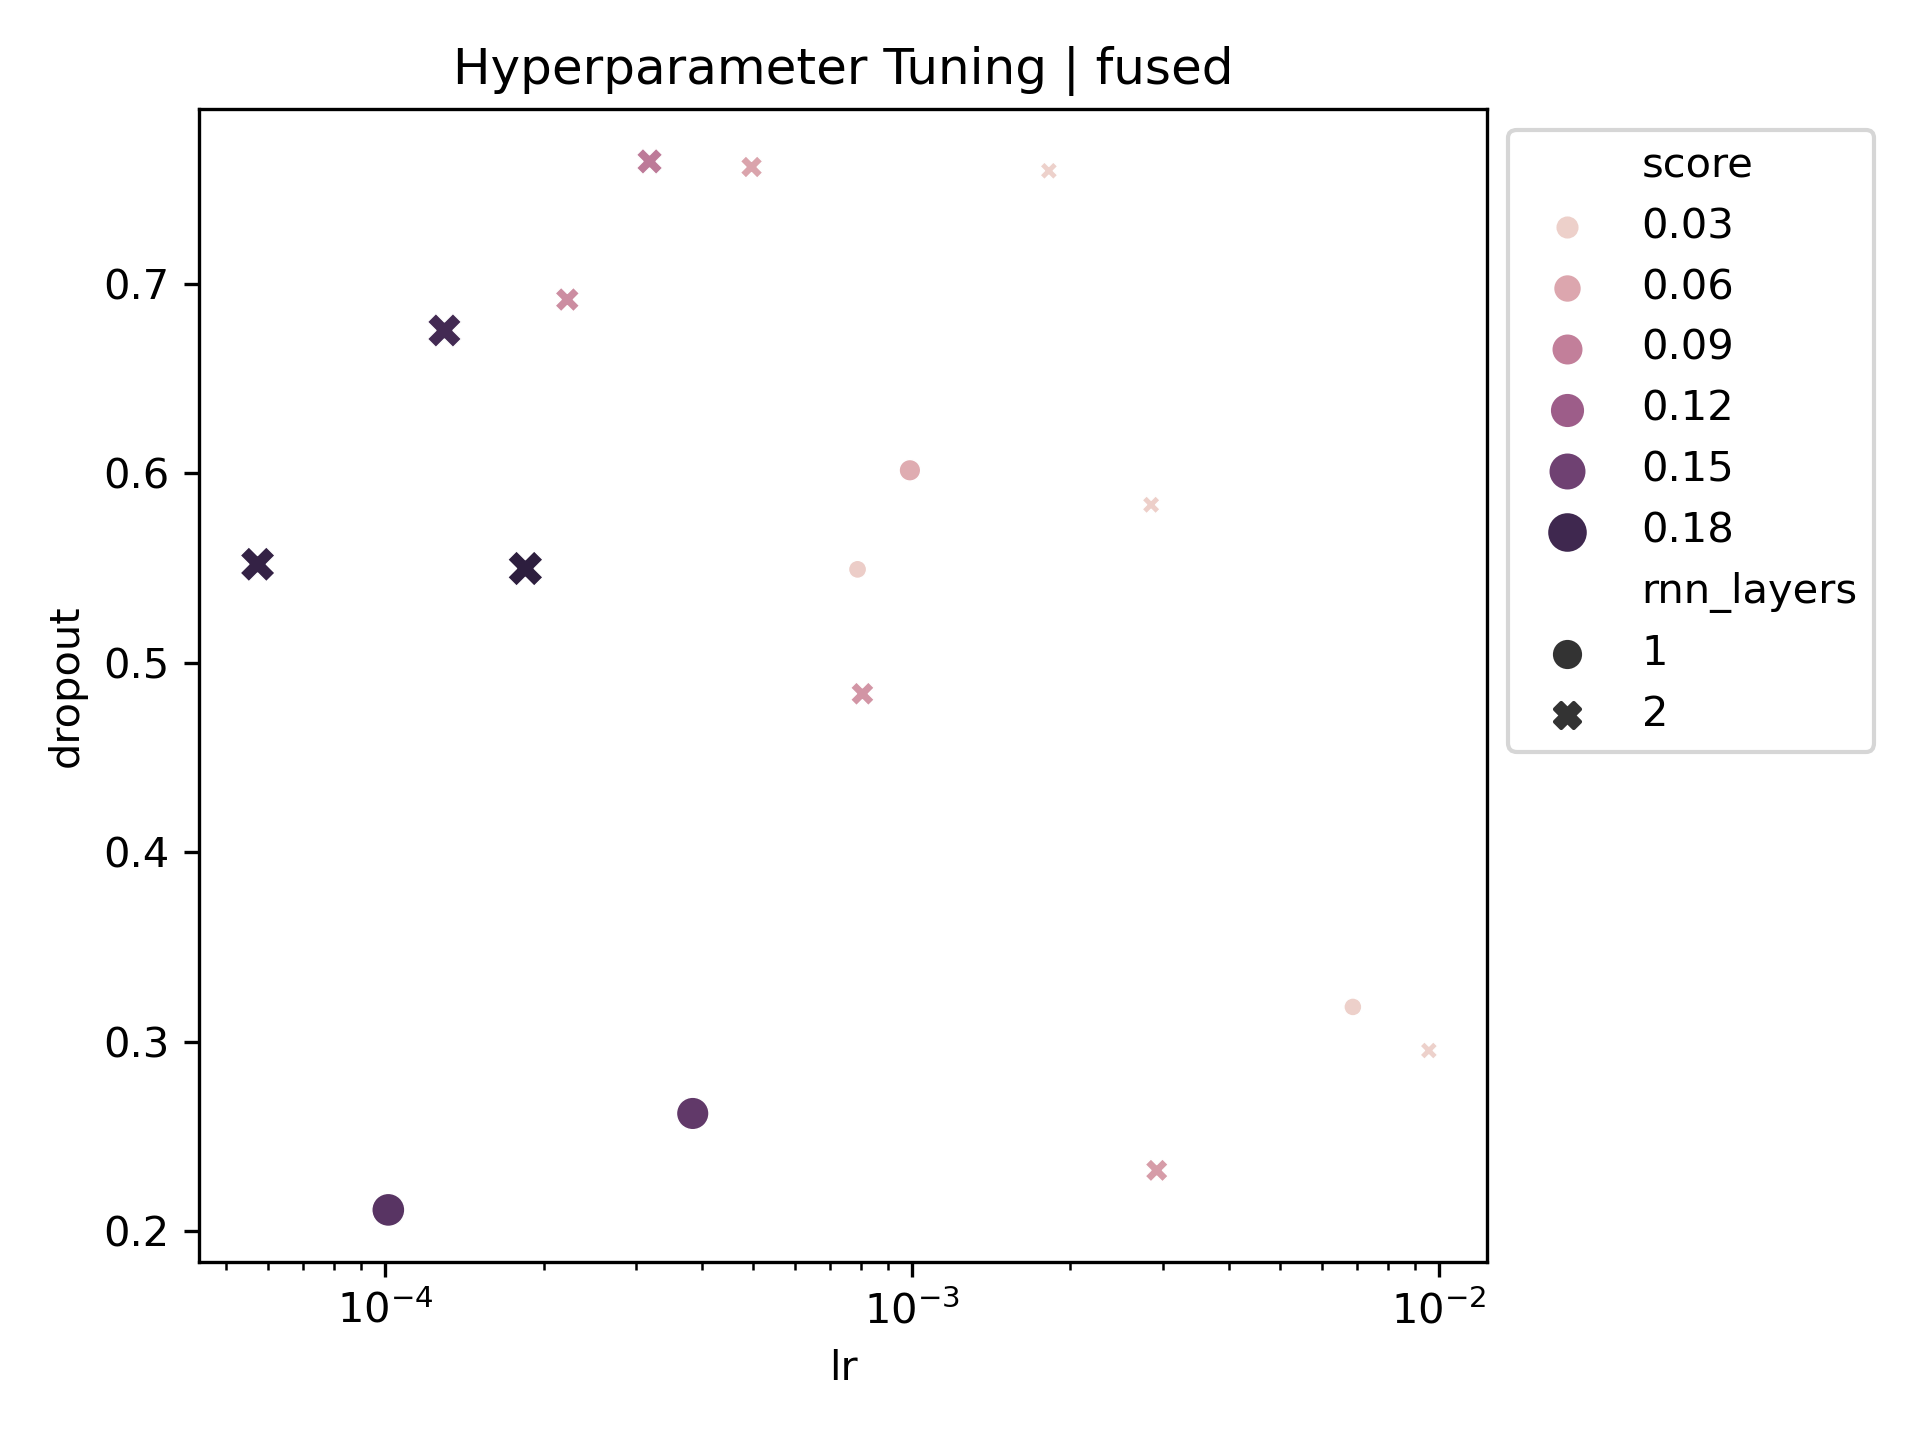 Hyperparameter Tuning | fused
score
0.03
0.06
0.09
0.12
0.15
0.18
rnn_layers
1
2
dropout
0.7
0.6
0.5
0.4
0.3
0.2
10⁻⁴ 10⁻³ 10⁻²
lr